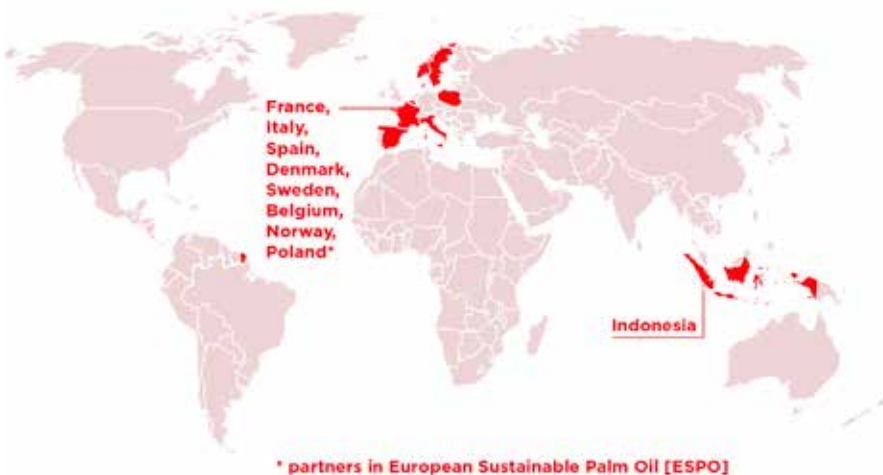 France,
Italy,
Spain,
Denmark,
Sweden,
Belgium,
Norway,
Poland*
Indonesia
* partners in European Sustainable Palm Oil [ESPO]